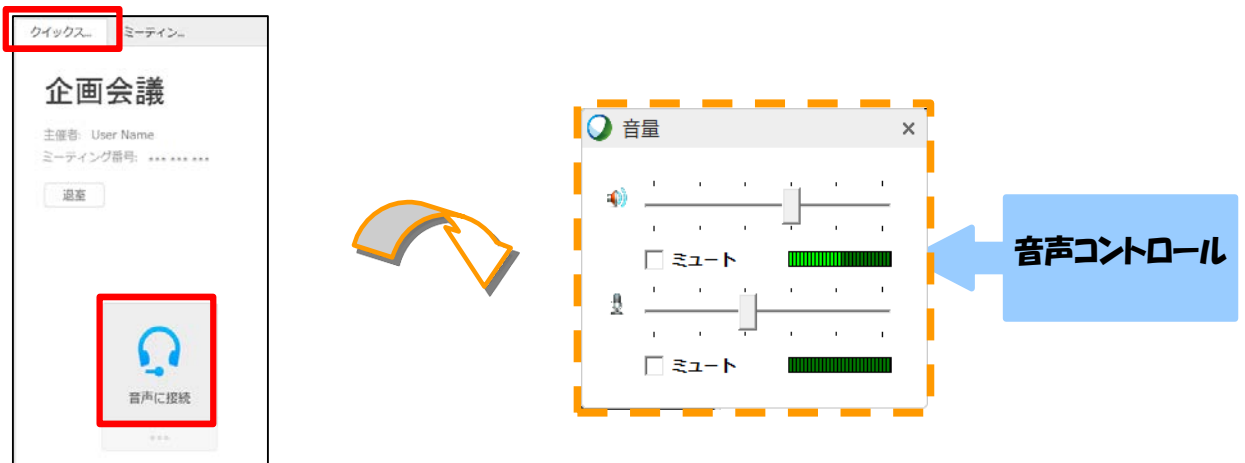 クイックス...
ミーティン...
企画会議
主催者: User Name
ミーティング番号: *** *** ***
退室
音声に接続
音量
ミュート
ミュート
音声コントロール